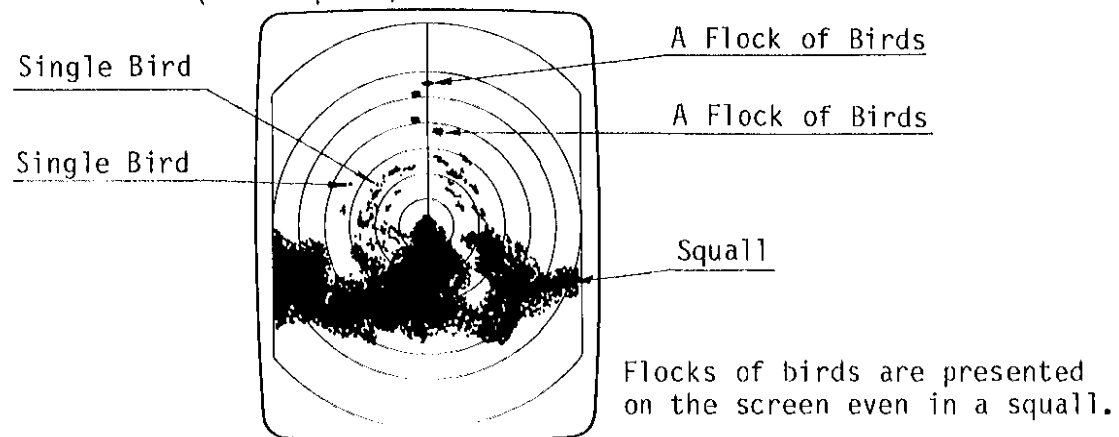 A Flock of Birds
Single Bird
A Flock of Birds
Single Bird
Squall
Flocks of birds are presented
on the screen even in a squall.